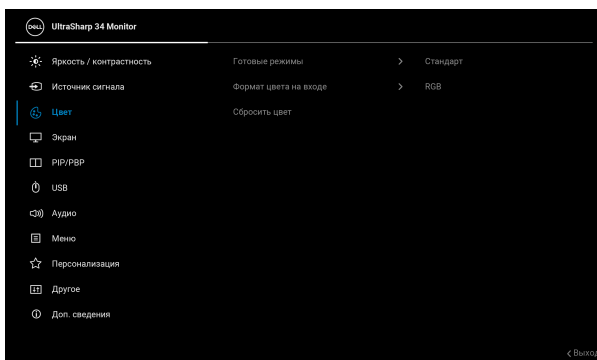 DELL UltraSharp 34 Monitor
Яркость / контрастность Готовые режимы Стандарт
Источник сигнала Формат цвета на входе RGB
Цвет Сбросить цвет
Экран
PIP/PBP
USB
Аудио
Меню
Персонализация
Другое
Доп. сведения
Выход